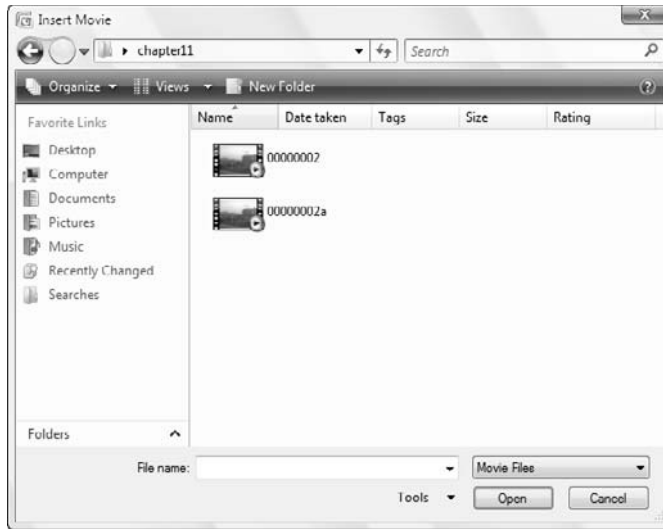 Insert Movie
chapter11
Search
Organize
Views
New Folder
Favorite Links
Name
Date taken
Tags
Size
Rating
Desktop
Computer
Documents
Pictures
Music
Recently Changed
Searches
00000002
00000002a
Folders
File name:
Movie Files
Tools
Open
Cancel